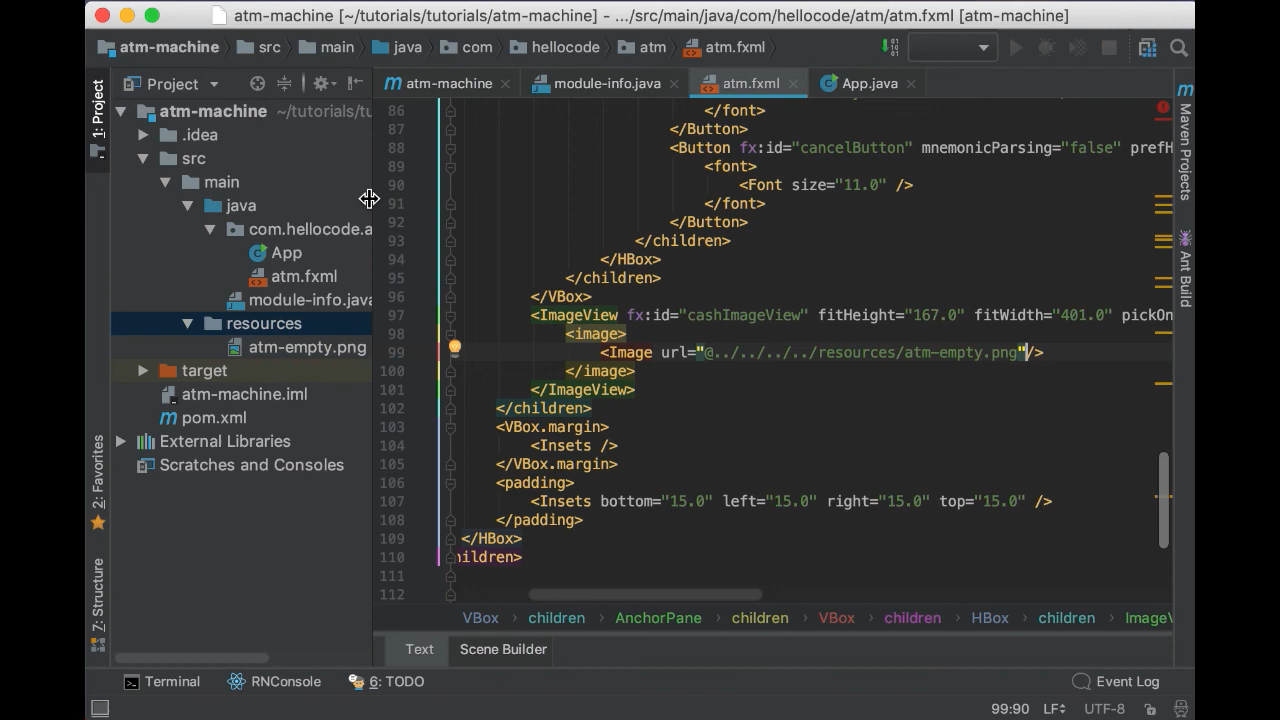 atm-machine [~/tutorials/tutorials/atm-machine] - .../src/main/java/com/hellocode/atm/atm.fxml [atm-machine]
atm-machine src main java com hellocode atm atm.fxml
Project
atm-machine module-info.java atm.fxml App.java
1: Project
2: Favorites
7: Structure
Maven Projects
Ant Build
atm-machine ~/tutorials/tu
.idea
src
main
java
com.hellocode.a
App
atm.fxml
module-info.java
resources
atm-empty.png
target
atm-machine.iml
pom.xml
External Libraries
Scratches and Consoles
86 </font>
87 </Button>
88 <Button fx:id="cancelButton" mnemonicParsing="false" prefH
89 <font>
90 <Font size="11.0" />
91 </font>
92 </Button>
93 </children>
94 </HBox>
95 </children>
96 </VBox>
97 <ImageView fx:id="cashImageView" fitHeight="167.0" fitWidth="401.0" pickOn
98 <image>
99 <Image url="@../../../../resources/atm-empty.png"/>
100 </image>
101 </ImageView>
102 </children>
103 <VBox.margin>
104 <Insets />
105 </VBox.margin>
106 <padding>
107 <Insets bottom="15.0" left="15.0" right="15.0" top="15.0" />
108 </padding>
109 </HBox>
110 ildren>
111
112
VBox children AnchorPane children VBox children HBox children ImageV
Text Scene Builder
Terminal RNConsole 6: TODO Event Log
99:90 LF UTF-8